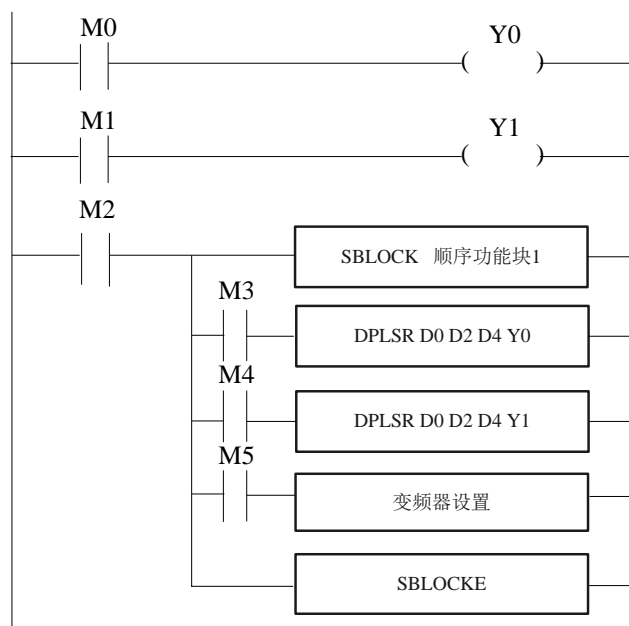 M0
Y0
( )
M1
Y1
( )
M2
SBLOCK 顺序功能块1
M3
DPLSR D0 D2 D4 Y0
M4
DPLSR D0 D2 D4 Y1
M5
变频器设置
SBLOCKE